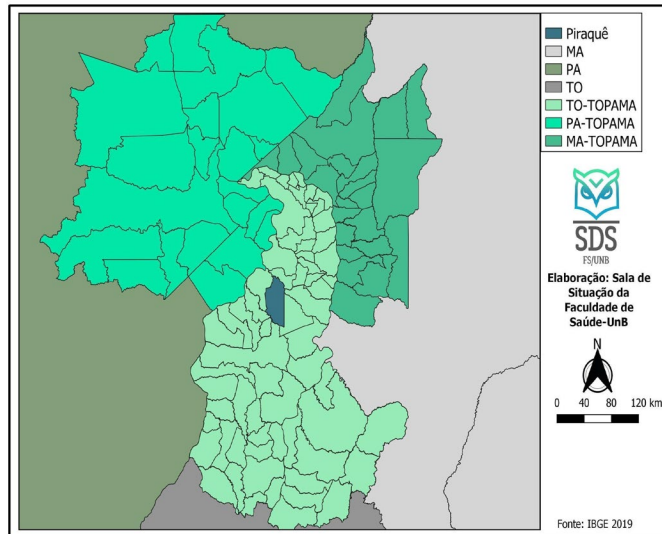 Piraquê
MA
PA
TO
TO-TOPAMA
PA-TOPAMA
MA-TOPAMA
SDS
FS/UNB
Elaboração: Sala de
Situação da
Faculdade de
Saúde-UnB
N
0 40 80 120 km
Fonte: IBGE 2019